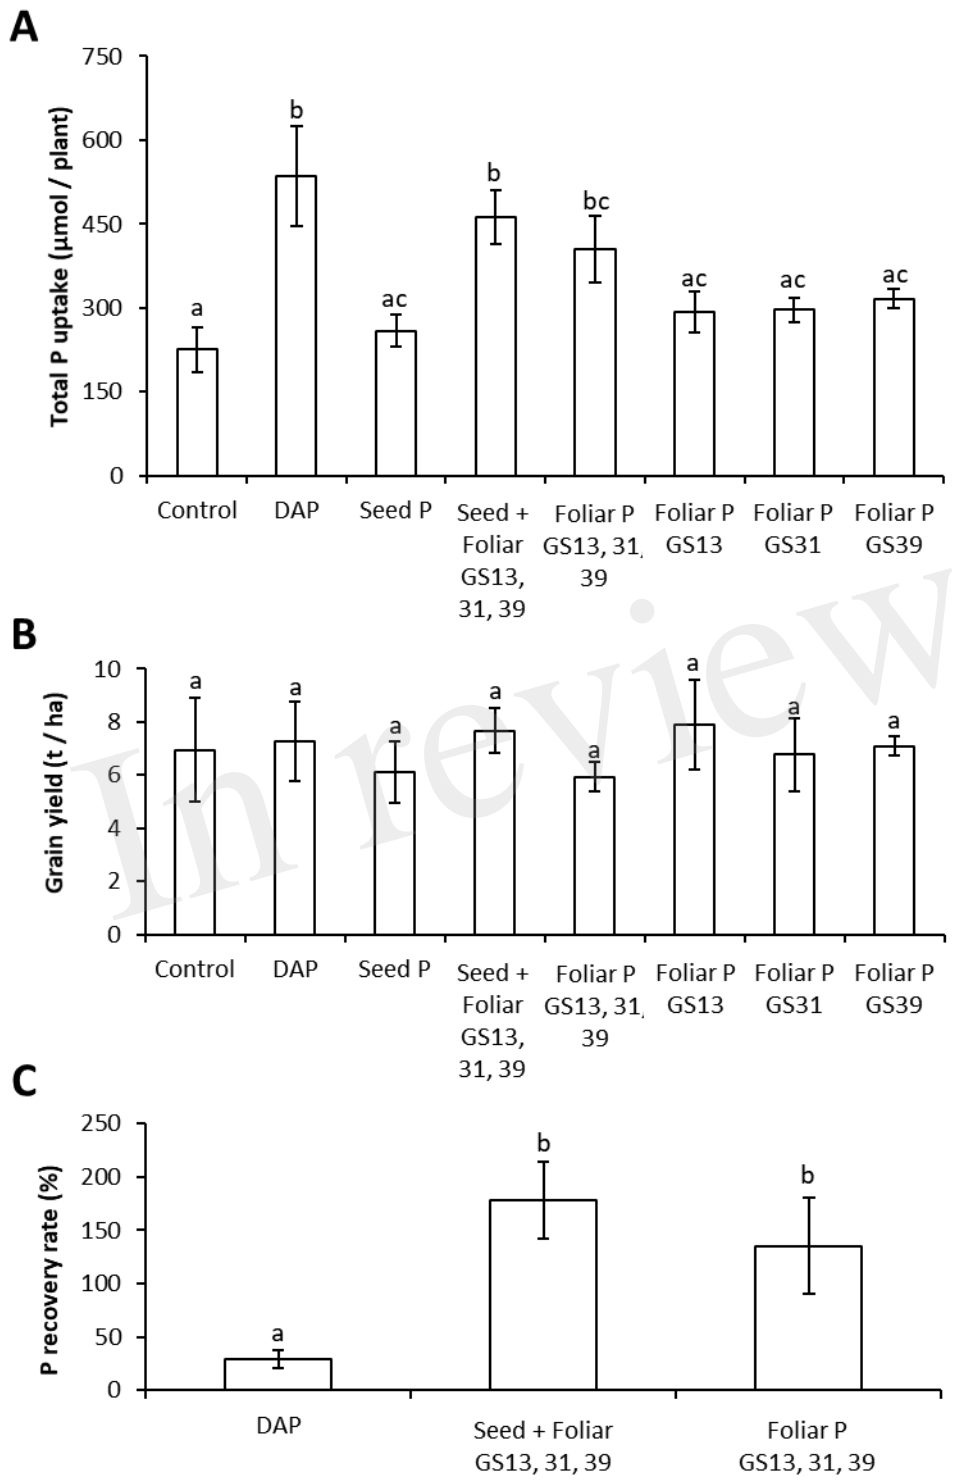 A
Total P uptake (µmol / plant)
750
600
450
300
150
0
a
b
ac
b
bc
ac
ac
ac
Control
DAP
Seed P
Seed +
Foliar
GS13,
31, 39
Foliar P
GS13, 31,
39
Foliar P
GS13
Foliar P
GS31
Foliar P
GS39
In review
B
Grain yield (t / ha)
10
8
6
4
2
0
a
a
a
a
a
a
a
a
Control
DAP
Seed P
Seed +
Foliar
GS13,
31, 39
Foliar P
GS13, 31,
39
Foliar P
GS13
Foliar P
GS31
Foliar P
GS39
C
P recovery rate (%)
250
200
150
100
50
0
a
b
b
DAP
Seed + Foliar
GS13, 31, 39
Foliar P
GS13, 31, 39